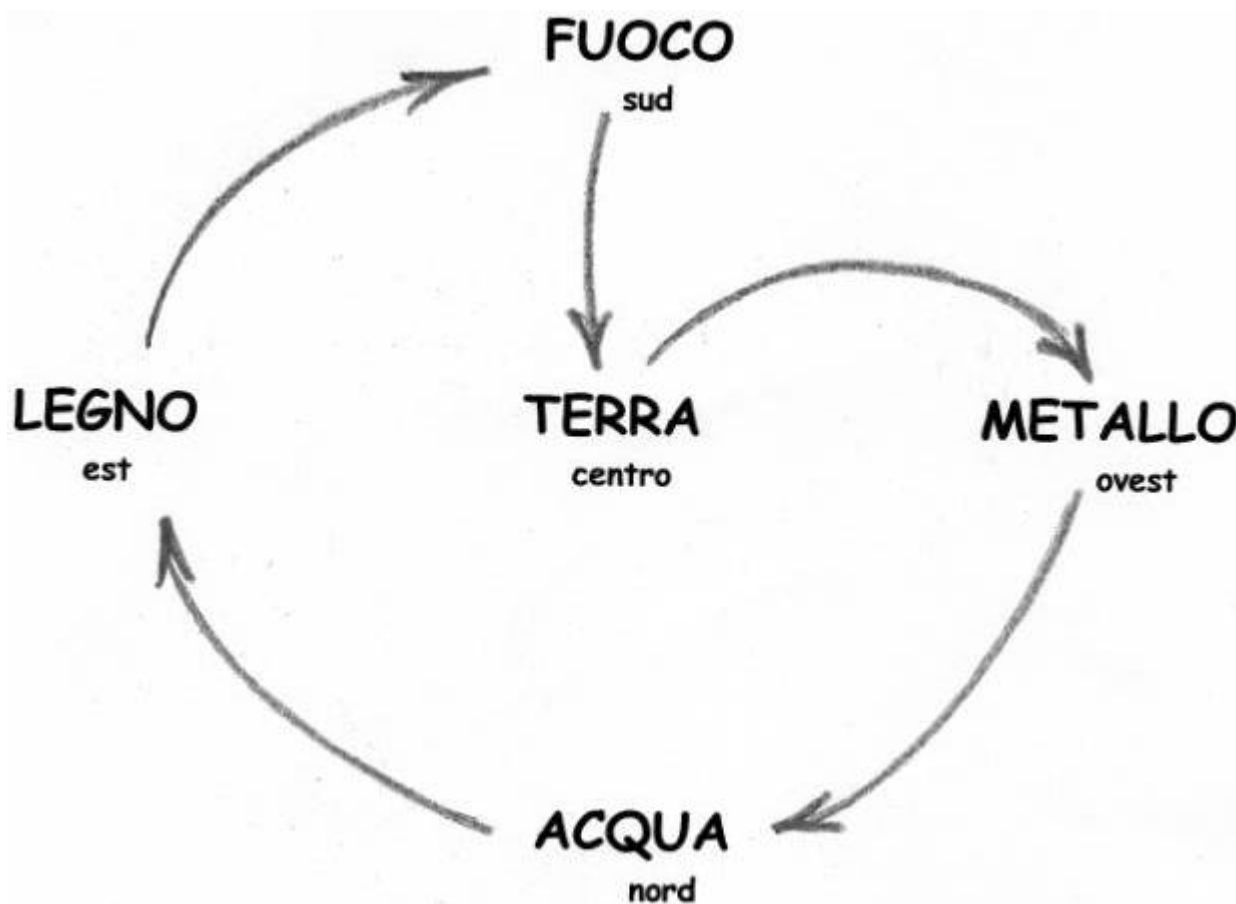 FUOCO
sud
LEGNO
est
TERRA
centro
METALLO
ovest
ACQUA
nord